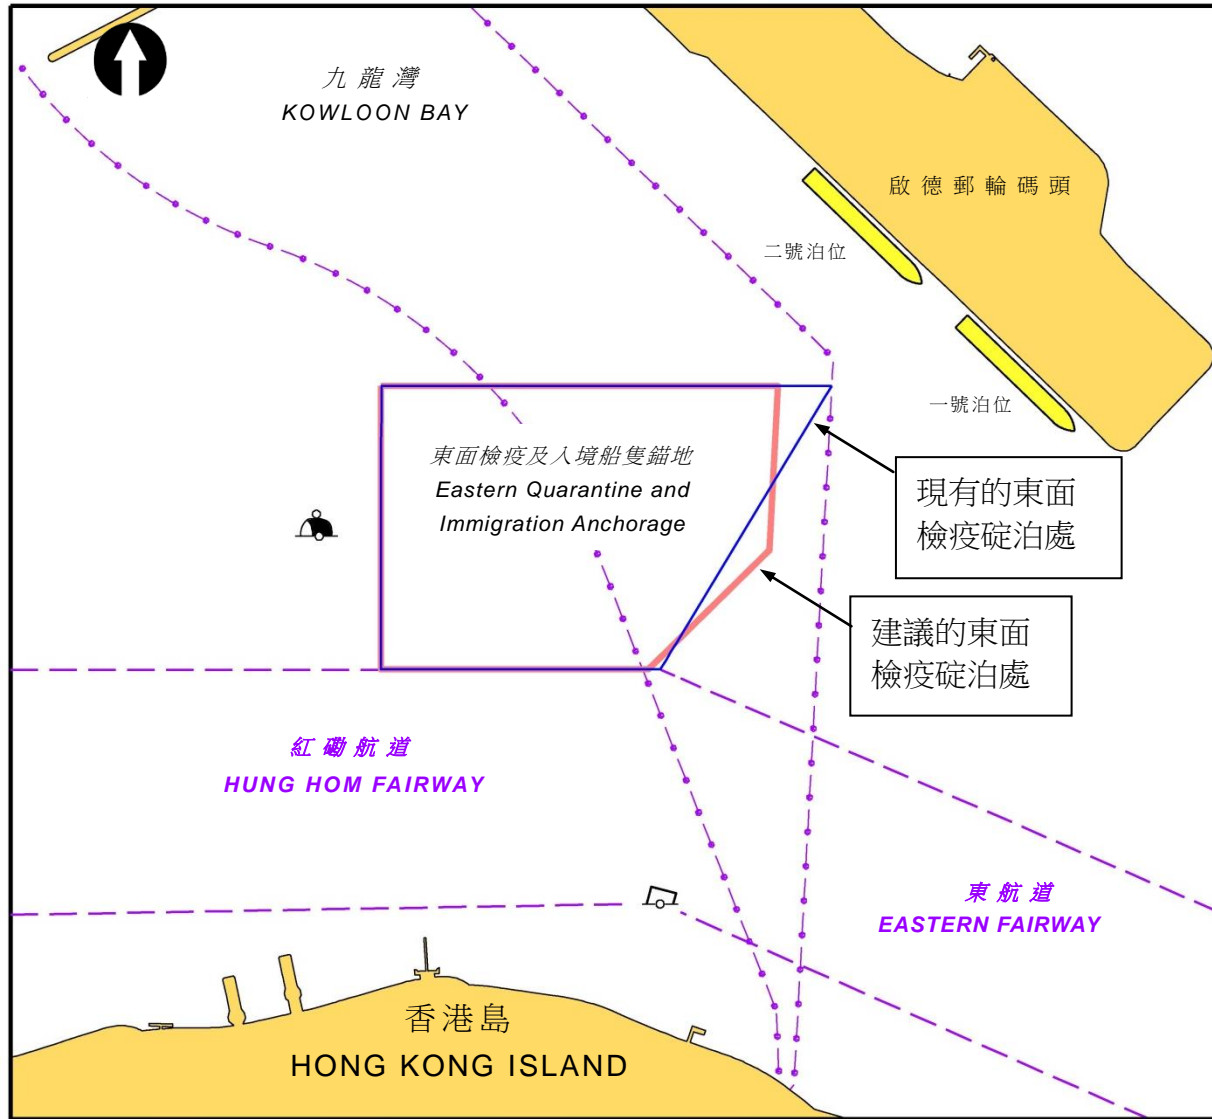 九龍灣
KOWLOON BAY
啟德郵輪碼頭
二號泊位
一號泊位
東面檢疫及入境船隻錨地
Eastern Quarantine and
Immigration Anchorage
現有的東面
檢疫碇泊處
建議的東面
檢疫碇泊處
紅磡航道
HUNG HOM FAIRWAY
東航道
EASTERN FAIRWAY
香港島
HONG KONG ISLAND